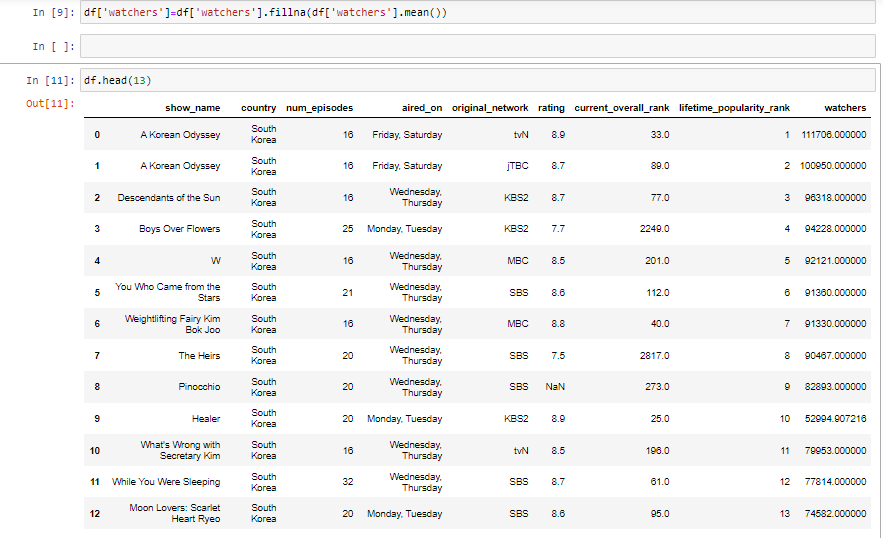 In [9]: df['watchers']=df['watchers'].fillna(df['watchers'].mean())
In [ ]:
In [11]: df.head(13)
Out[11]:
show_name country num_episodes aired_on original_network rating current_overall_rank lifetime_popularity_rank watchers
0 A Korean Odyssey South Korea 16 Friday, Saturday tvN 8.9 33.0 1 111706.000000
1 A Korean Odyssey South Korea 16 Friday, Saturday jTBC 8.7 89.0 2 100950.000000
2 Descendants of the Sun South Korea 16 Wednesday, Thursday KBS2 8.7 77.0 3 96318.000000
3 Boys Over Flowers South Korea 25 Monday, Tuesday KBS2 7.7 2249.0 4 94228.000000
4 W South Korea 16 Wednesday, Thursday MBC 8.5 201.0 5 92121.000000
5 You Who Came from the Stars South Korea 21 Wednesday, Thursday SBS 8.6 112.0 6 91360.000000
6 Weightlifting Fairy Kim Bok Joo South Korea 16 Wednesday, Thursday MBC 8.8 40.0 7 91330.000000
7 The Heirs South Korea 20 Wednesday, Thursday SBS 7.5 2817.0 8 90467.000000
8 Pinocchio South Korea 20 Wednesday, Thursday SBS NaN 273.0 9 82893.000000
9 Healer South Korea 20 Monday, Tuesday KBS2 8.9 25.0 10 52994.907216
10 What's Wrong with Secretary Kim South Korea 16 Wednesday, Thursday tvN 8.5 196.0 11 79953.000000
11 While You Were Sleeping South Korea 32 Wednesday, Thursday SBS 8.7 61.0 12 77814.000000
12 Moon Lovers: Scarlet Heart Ryeo South Korea 20 Monday, Tuesday SBS 8.6 95.0 13 74582.000000